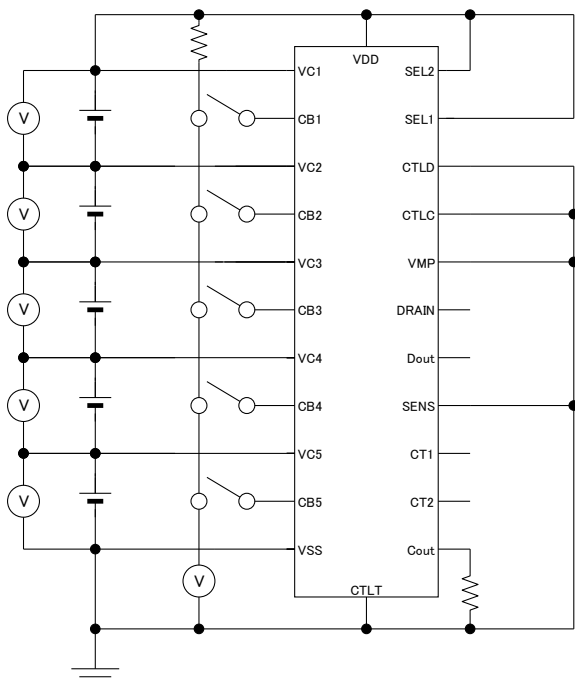 VDD
VC1 SEL2
V CB1 SEL1
VC2 CTLD
V CB2 CTLC
VC3 VMP
V CB3 DRAIN
VC4 Dout
V CB4 SENS
VC5 CT1
V CB5 CT2
VSS Cout
V CTLT